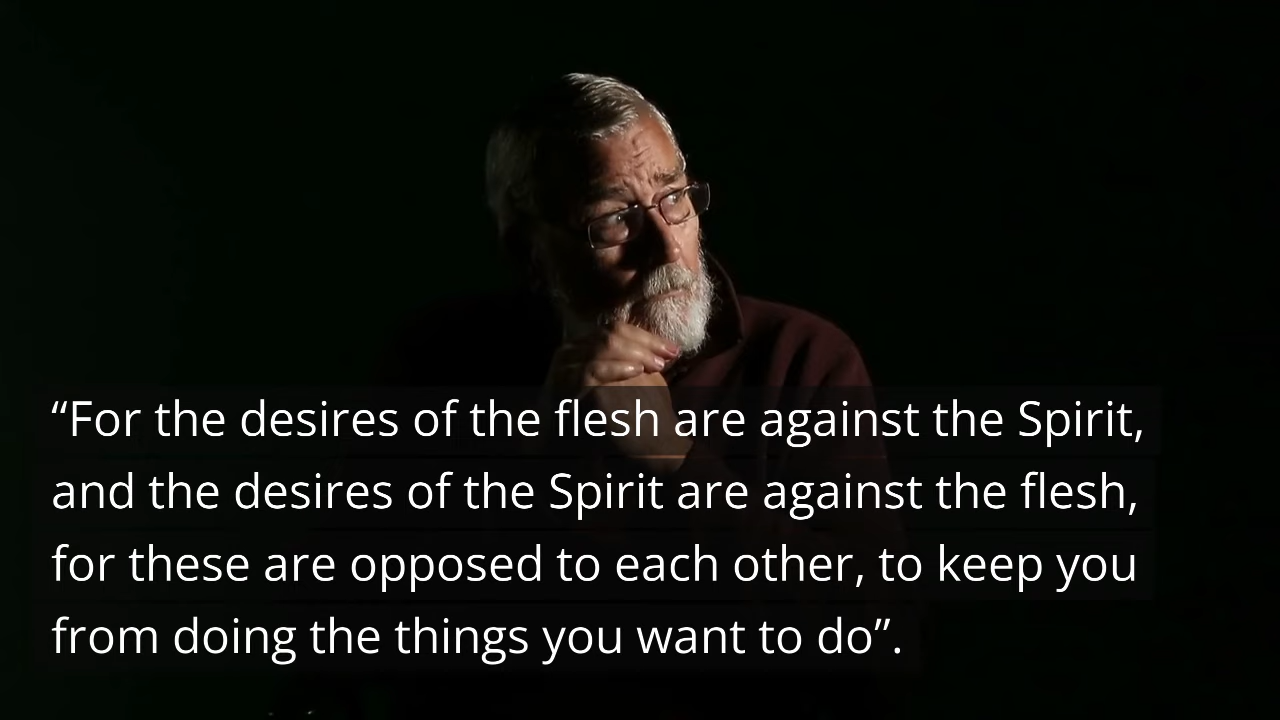 “For the desires of the flesh are against the Spirit,
and the desires of the Spirit are against the flesh,
for these are opposed to each other, to keep you
from doing the things you want to do”.